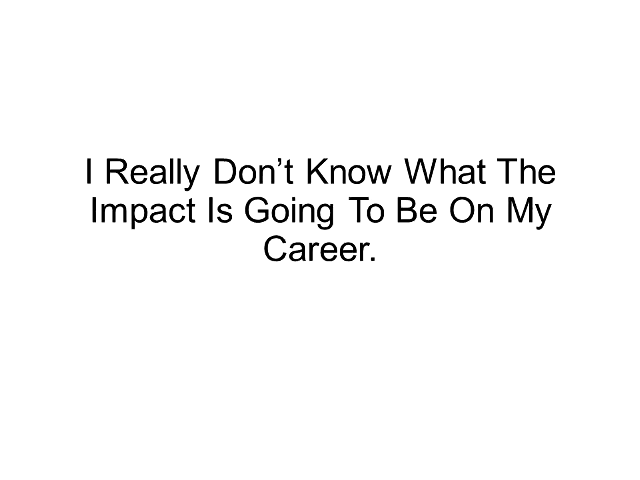 I Really Don’t Know What The
Impact Is Going To Be On My
Career.